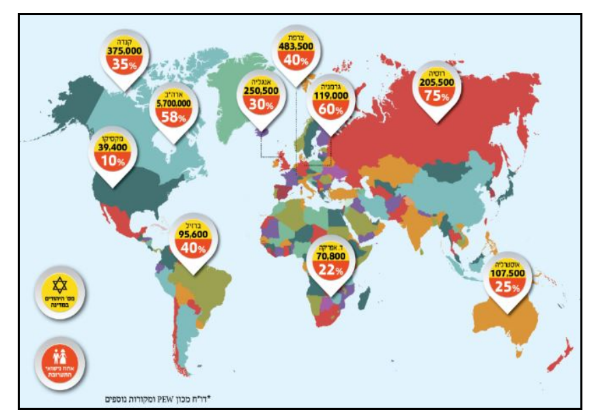 קנדה
375.000
35%
ארה"ב
5,700.000
58%
מקסיקו
39.400
10%
צרפת
483.500
40%
אנגליה
250,500
30%
גרמניה
119.000
60%
רוסיה
205.500
75%
ברזיל
95.600
40%
ד. אפריקה
70,800
22%
אוסטרליה
107.500
25%
מס' היהודים
במדינה
אחוז נישואי
התערובת
*דו"ח מכון PEW ומקורות נוספים